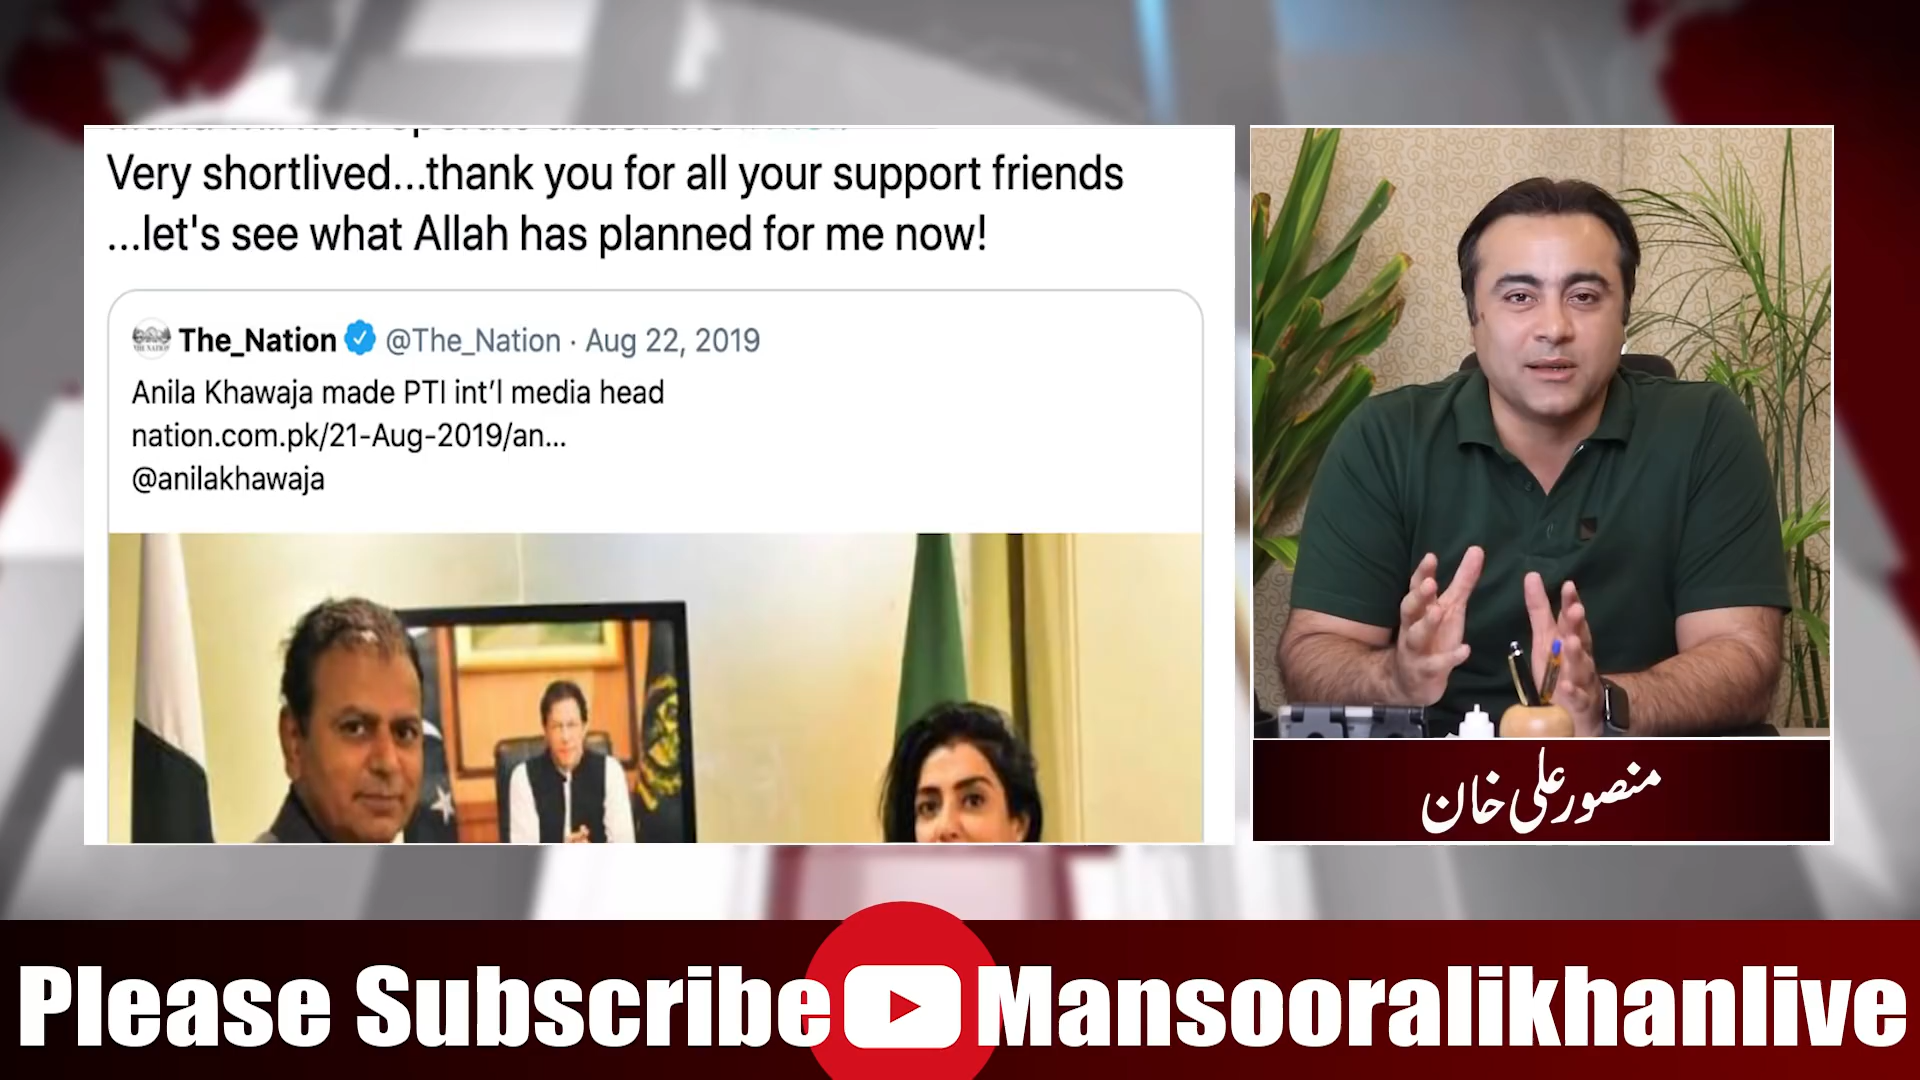 Very shortlived...thank you for all your support friends
...let's see what Allah has planned for me now!
The_Nation @The_Nation · Aug 22, 2019
Anila Khawaja made PTI int’l media head
nation.com.pk/21-Aug-2019/an...
@anilakhawaja
منصور علی خان
Please Subscribe Mansooralikhanlive